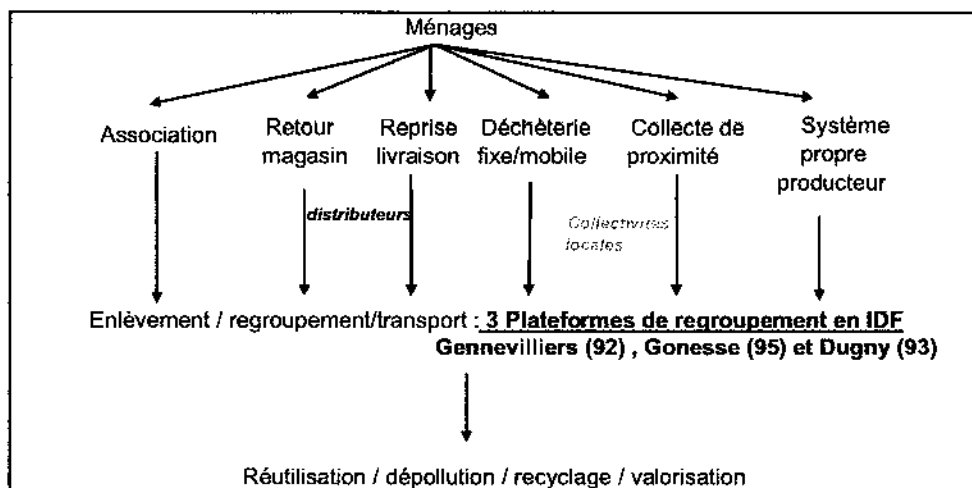 Ménages
Association
Retour
magasin
Reprise
livraison
Déchèterie
fixe/mobile
Collecte de
proximité
Système
propre
producteur
distributeurs
Collectivités
locales
Enlèvement / regroupement/transport : 3 Plateformes de regroupement en IDF
Gennevilliers (92) , Gonesse (95) et Dugny (93)
Réutilisation / dépollution / recyclage / valorisation